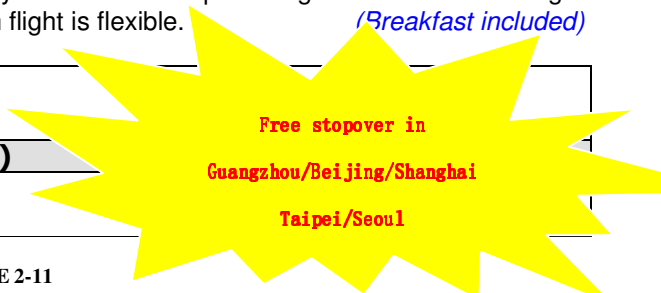 flight is flexible. (Breakfast included)
Free stopover in
)
Guangzhou/Beijing/Shanghai
Taipei/Seoul
E 2-11